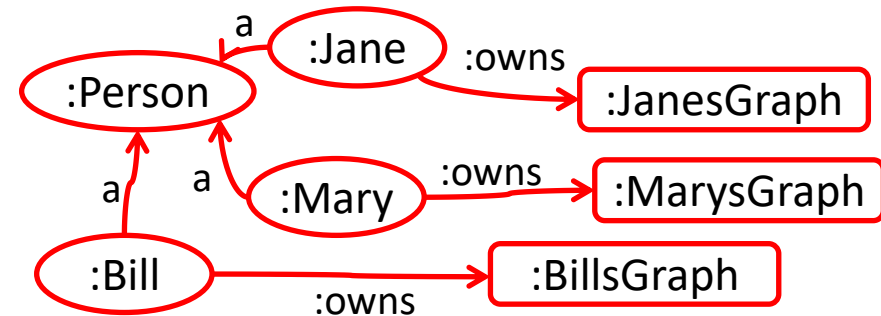 a
:Jane
:owns
:Person
:JanesGraph
a
a
:Mary
:owns
:MarysGraph
:Bill
:owns
:BillsGraph